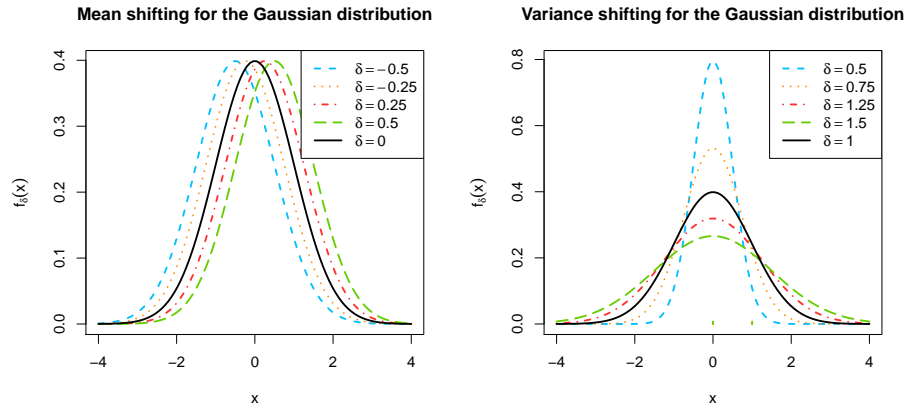 Mean shifting for the Gaussian distribution
δ = −0.5
δ = −0.25
δ = 0.25
δ = 0.5
δ = 0
0.4
0.3
0.2
0.1
0.0
fδ(x)
−4 −2 0 2 4
x
Variance shifting for the Gaussian distribution
δ = 0.5
δ = 0.75
δ = 1.25
δ = 1.5
δ = 1
0.8
0.6
0.4
0.2
0.0
fδ(x)
−4 −2 0 2 4
x